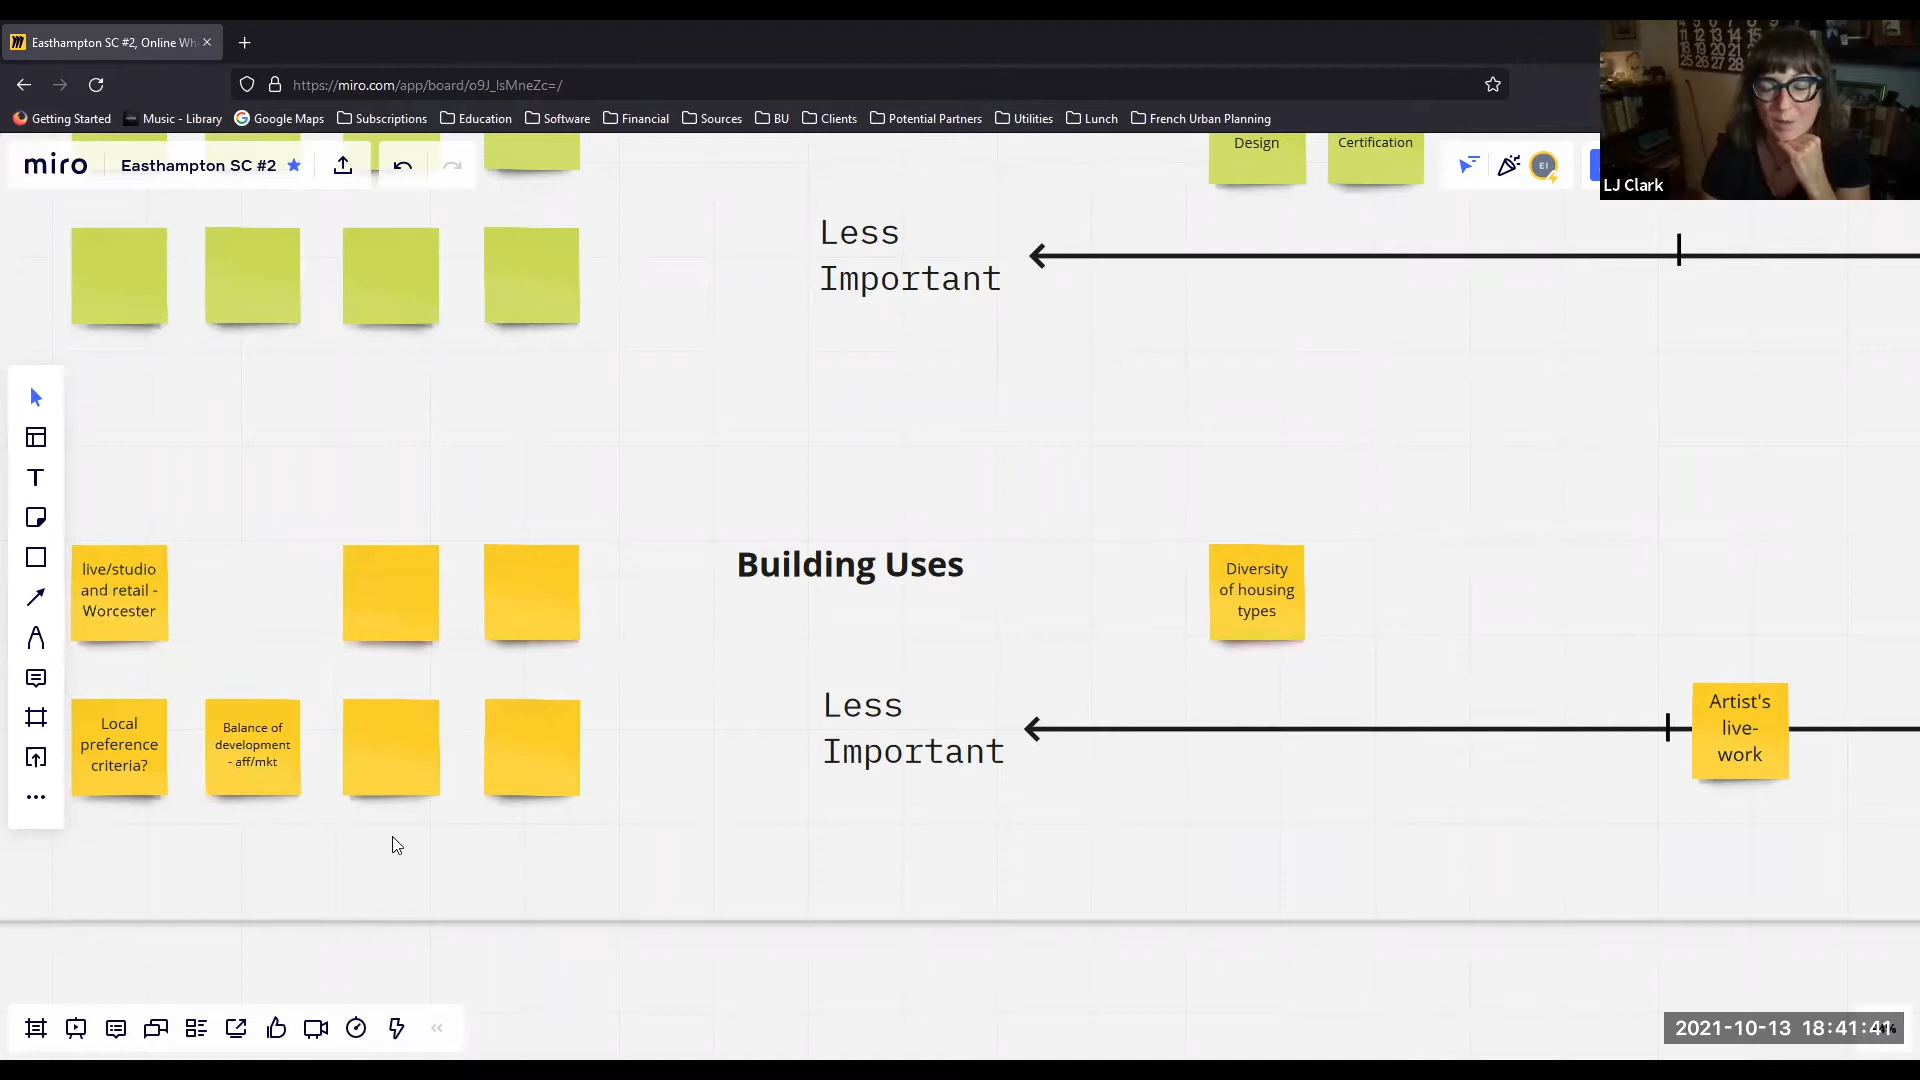 Easthampton SC #2, Online Wh
https://miro.com/app/board/o9J_lsMneZc=/
Getting Started Music - Library Google Maps Subscriptions Education Software Financial Sources BU Clients Potential Partners Utilities Lunch French Urban Planning
miro Easthampton SC #2
EI
LJ Clark
Design
Certification
Less
Important
live/studio
and retail -
Worcester
Building Uses
Diversity
of housing
types
Local
preference
criteria?
Balance of
development
- aff/mkt
Less
Important
Artist's
live-
work
2021-10-13 18:41:41